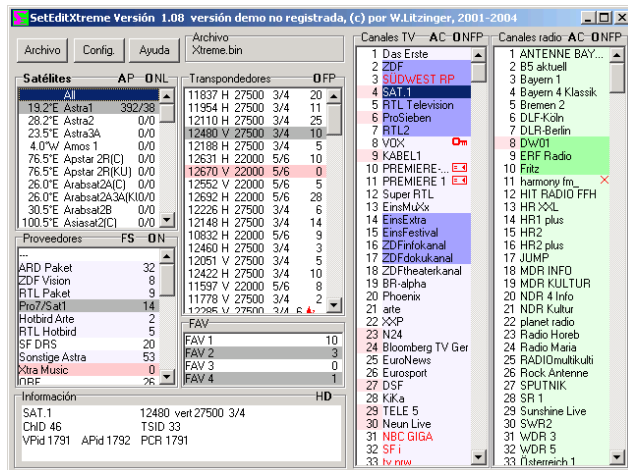 SetEditXtreme Versión 1.08 versión demo no registrada, (c) por W.Litzinger, 2001-2004
Archivo
Config.
Ayuda
Archivo
Xtreme.bin
Satélites AP ONL
All
19.2°E Astra1 392/38
28.2°E Astra2 0/0
23.5°E Astra3A 0/0
4.0°W Amos 1 0/0
76.5°E Apstar 2R(C) 0/0
76.5°E Apstar 2R(KU) 0/0
26.0°E Arabsat2A(C) 0/0
26.0°E Arabsat2A3A(KI0/0
30.5°E Arabsat2B 0/0
100.5°E Asiasat2(C) 0/0
Transpondedores OFP
11837 H 27500 3/4 20
11954 H 27500 3/4 11
12110 H 27500 3/4 25
12480 V 27500 3/4 10
12188 H 27500 3/4 5
12631 H 22000 5/6 10
12670 V 22000 5/6 0
12552 V 22000 5/6 5
12692 H 22000 5/6 28
12226 H 27500 3/4 6
12148 H 27500 3/4 14
10832 H 22000 5/6 9
12460 H 27500 3/4 3
12051 V 27500 3/4 5
12422 H 27500 3/4 10
11597 V 22000 5/6 8
11778 V 27500 3/4 2
12285 V 27500 3/4 6
Proveedores FS ON
---
ARD Paket 32
ZDF Vision 8
RTL Paket 9
Pro7/Sat1 14
Hotbird Arte 2
RTL Hotbird 5
SF DRS 20
Sonstige Astra 53
Xtra Music 0
ORF 26
FAV
FAV 1 10
FAV 2 3
FAV 3 0
FAV 4 1
Información HD
SAT.1 12480 vert 27500 3/4
ChID 46 TSID 33
VPid 1791 APid 1792 PCR 1791
Canales TV AC ONFP
1 Das Erste
2 ZDF
3 SÜDWEST RP
4 SAT.1
5 RTL Television
6 ProSieben
7 RTL2
8 VOX
9 KABEL1
10 PREMIERE-...
11 PREMIERE 1
12 Super RTL
13 EinsMuXx
14 EinsExtra
15 EinsFestival
16 ZDFinfokanal
17 ZDFdokukanal
18 ZDFtheaterkanal
19 BR-alpha
20 Phoenix
21 arte
22 XXP
23 N24
24 Bloomberg TV Ger
25 EuroNews
26 Eurosport
27 DSF
28 KiKa
29 TELE 5
30 Neun Live
31 NBC GIGA
32 SF i
33 tv nrw
Canales radio AC ONFP
1 ANTENNE BAY...
2 B5 aktuell
3 Bayern 1
4 Bayern 4 Klassik
5 Bremen 2
6 DLF-Köln
7 DLR-Berlin
8 DW01
9 ERF Radio
10 Fritz
11 harmony fm_
12 HIT RADIO FFH
13 HR XXL
14 HR1 plus
15 HR2
16 HR2 plus
17 JUMP
18 MDR INFO
19 MDR KULTUR
20 NDR 4 Info
21 NDR Kultur
22 planet radio
23 Radio Horeb
24 Radio Maria
25 RADIOmultikulti
26 Rock Antenne
27 SPUTNIK
28 SR 1
29 Sunshine Live
30 SWR2
31 WDR 3
32 WDR 5
33 Österreich 1